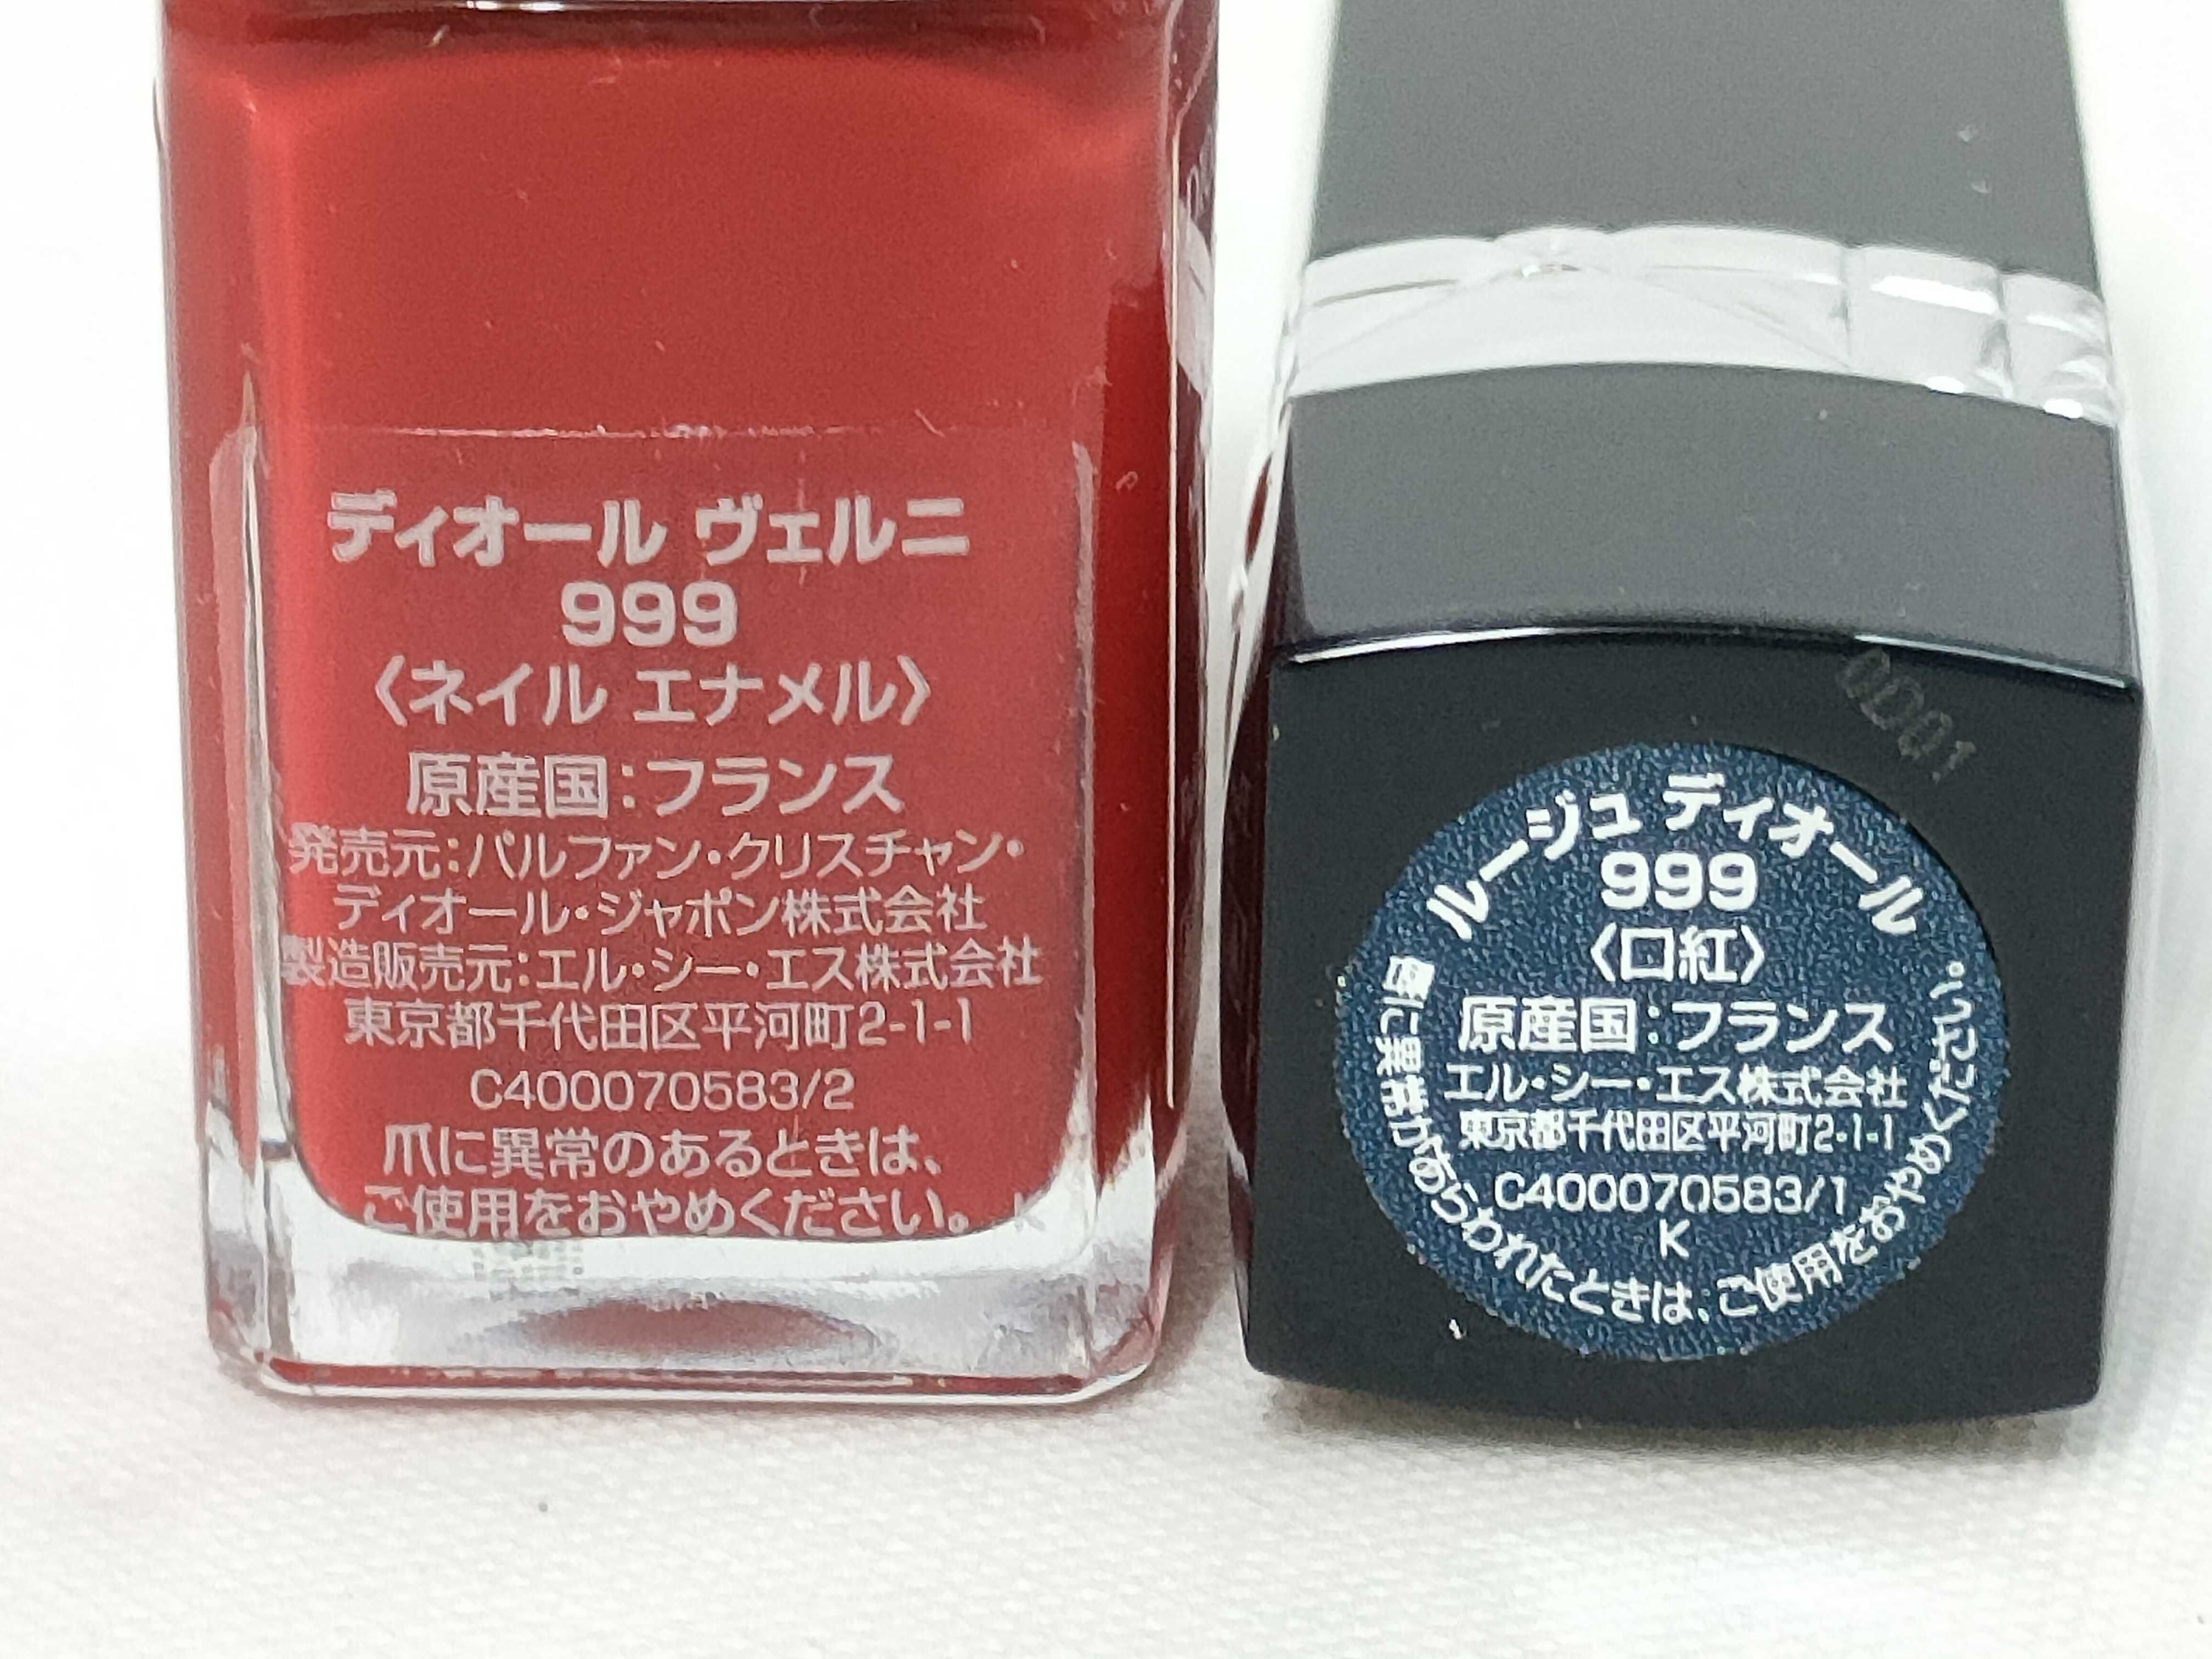 ディオール ヴェルニ
999
〈ネイル エナメル〉
原産国:フランス
発売元:パルファン・クリスチャン・
ディオール・ジャポン株式会社
製造販売元:エル・シー・エス株式会社
東京都千代田区平河町2-1-1
C400070583/2
爪に異常のあるときは、
ご使用をおやめください。 K
0D01
ルージュ ディオール
999
〈口紅〉
原産国:フランス
エル・シー・エス株式会社
東京都千代田区平河町2-1-1
C400070583/1
K
唇に異常があらわれたときは、ご使用をおやめください。